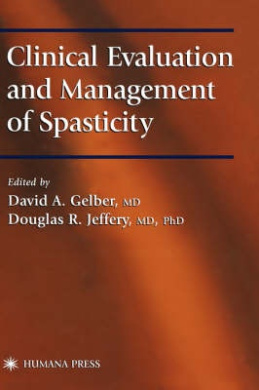 Clinical Evaluation
and Management
of Spasticity
Edited by
David A. Gelber, MD
Douglas R. Jeffery, MD, PhD
HUMANA PRESS